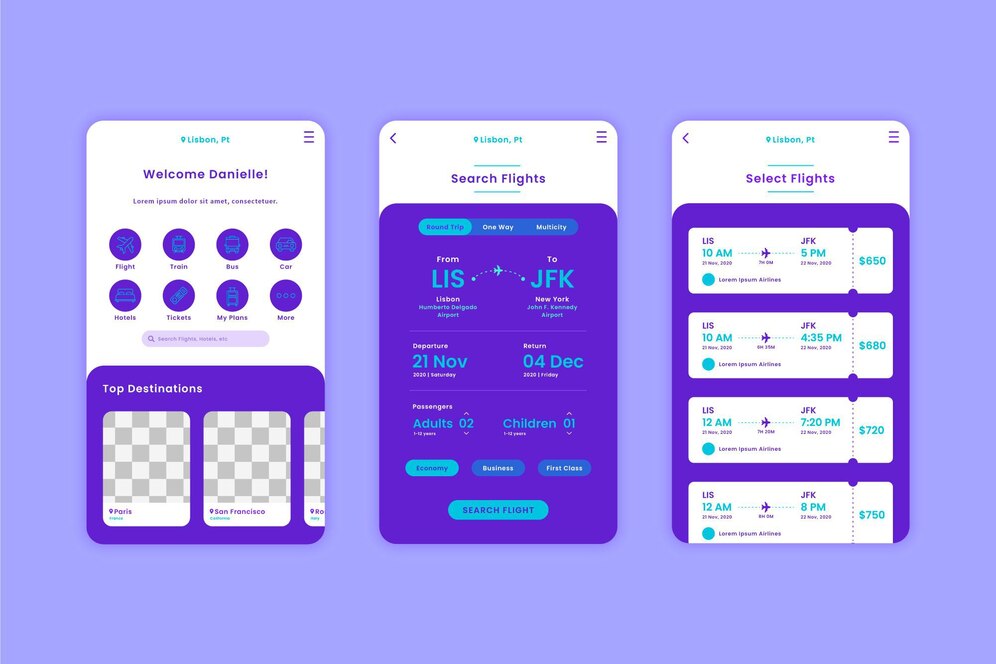 Lisbon, Pt
Welcome Danielle!
Lorem ipsum dolor sit amet, consectetuer.
Flight Train Bus Car
Hotels Tickets My Plans More
Search Flights, Hotels, etc
Top Destinations
Paris
France
San Francisco
California
Ro
Italy
Lisbon, Pt
Search Flights
Round Trip One Way Multicity
From To
LIS JFK
Lisbon New York
Humberto Delgado John F. Kennedy
Airport Airport
Departure Return
21 Nov 04 Dec
2020 | Saturday 2020 | Friday
Passengers
Adults 02 Children 01
1-12 years 1-12 years
Economy Business First Class
SEARCH FLIGHT
Lisbon, Pt
Select Flights
LIS JFK
10 AM 5 PM
$650
21 Nov, 2020 7H 0M 22 Nov, 2020
Lorem Ipsum Airlines
LIS JFK
10 AM 4:35 PM
$680
21 Nov, 2020 6H 35M 22 Nov, 2020
Lorem Ipsum Airlines
LIS JFK
12 AM 7:20 PM
$720
21 Nov, 2020 7H 20M 22 Nov, 2020
Lorem Ipsum Airlines
LIS JFK
12 AM 8 PM
$750
21 Nov, 2020 8H 0M 22 Nov, 2020
Lorem Ipsum Airlines